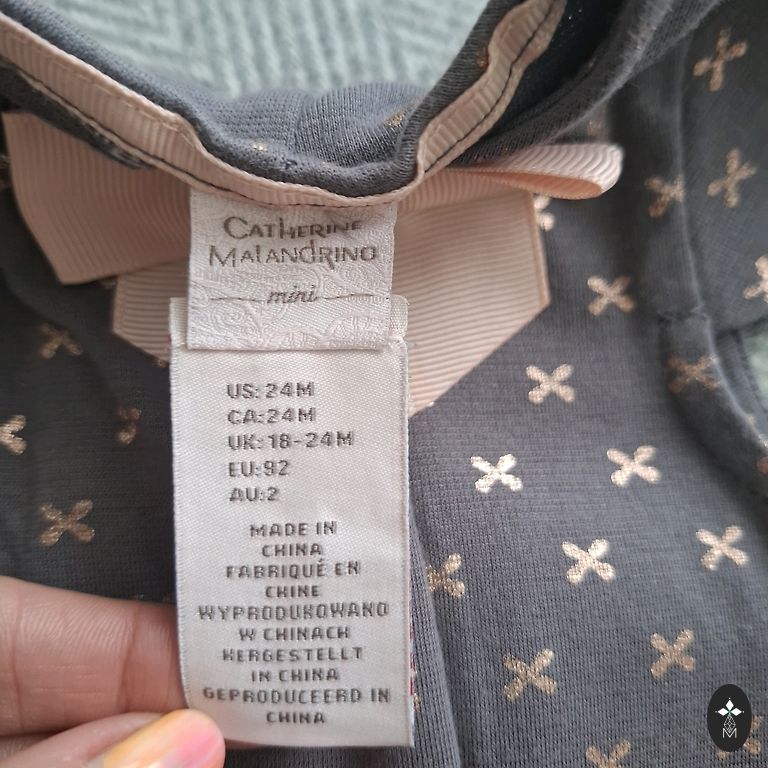 CATHERINE
MALANDRINO
mini
US: 24M
CA: 24M
UK: 18-24M
EU: 92
AU: 2
MADE IN
CHINA
FABRIQUÉ EN
CHINE
WYPRODUKOWANO
W CHINACH
HERGESTELLT
IN CHINA
GEPRODUCEERD IN
CHINA
M